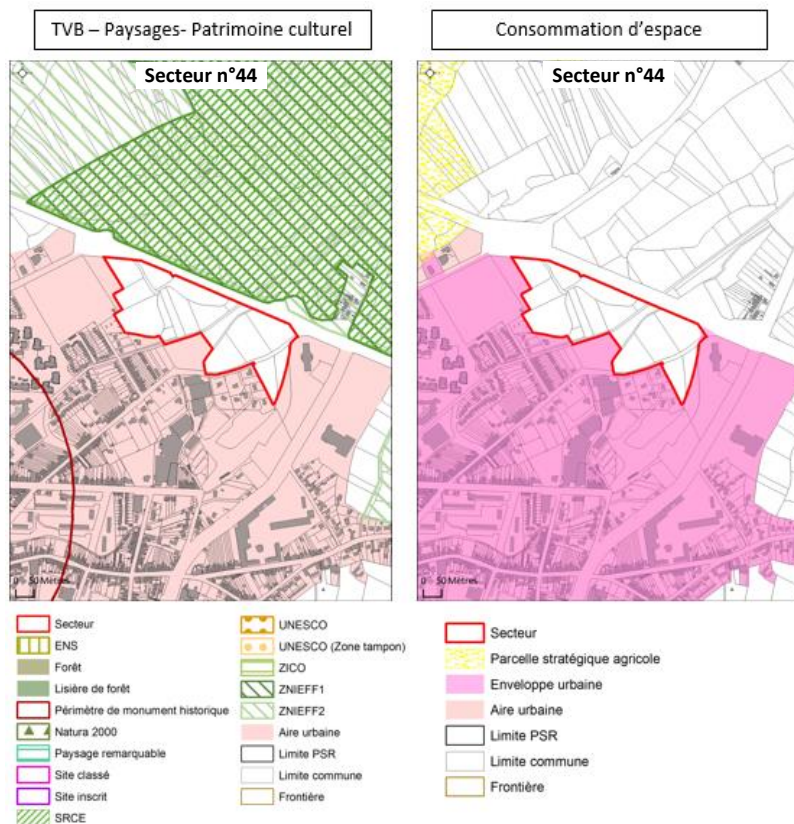 TVB – Paysages- Patrimoine culturel
Consommation d'espace
Secteur n°44
Secteur n°44
0 50 Mètres
0 50 Mètres
Secteur
ENS
Forêt
Lisière de forêt
Périmètre de monument historique
Natura 2000
Paysage remarquable
Site classé
Site inscrit
SRCE
UNESCO
UNESCO (Zone tampon)
ZICO
ZNIEFF1
ZNIEFF2
Aire urbaine
Limite PSR
Limite commune
Frontière
Secteur
Parcelle stratégique agricole
Enveloppe urbaine
Aire urbaine
Limite PSR
Limite commune
Frontière